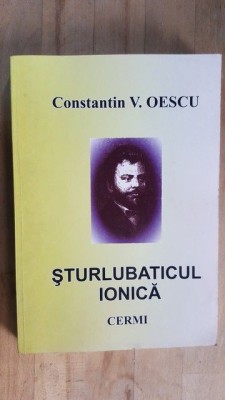 Constantin V. OESCU
ŞTURLUBATICUL
IONICĂ
CERMI